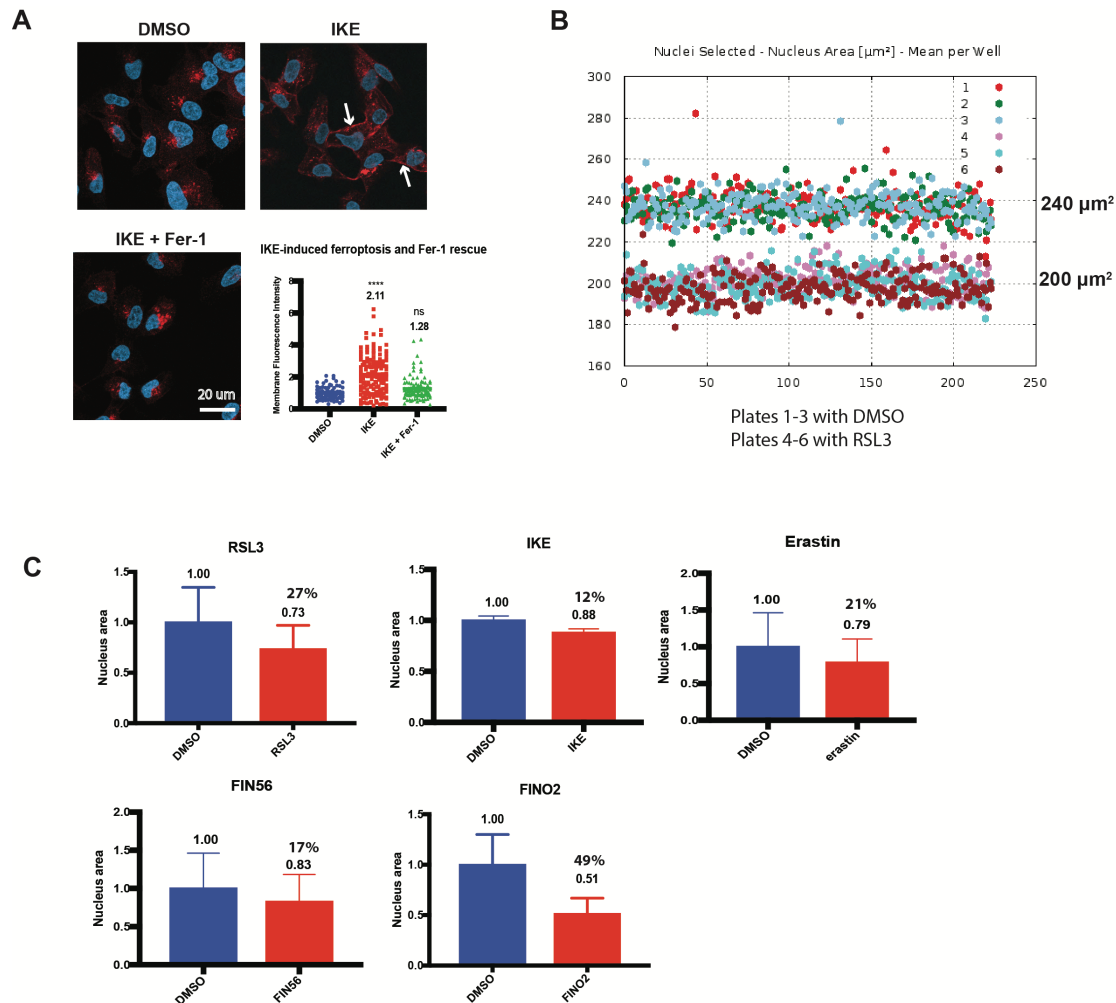 A
DMSO
IKE
IKE + Fer-1
20 um
IKE-induced ferroptosis and Fer-1 rescue
Membrane Fluorescence Intensity
8
6
4
2
0
****
2.11
ns
1.28
DMSO
IKE
IKE + Fer-1
B
Nuclei Selected - Nucleus Area [µm²] - Mean per Well
300
280
260
240
220
200
180
160
0
50
100
150
200
250
1
2
3
4
5
6
240 µm²
200 µm²
Plates 1-3 with DMSO
Plates 4-6 with RSL3
C
RSL3
Nucleus area
1.5
1.0
0.5
0.0
1.00
27%
0.73
DMSO
RSL3
IKE
Nucleus area
1.5
1.0
0.5
0.0
1.00
12%
0.88
DMSO
IKE
Erastin
Nucleus area
2.0
1.5
1.0
0.5
0.0
1.00
21%
0.79
DMSO
erastin
FIN56
Nucleus area
2.0
1.5
1.0
0.5
0.0
1.00
17%
0.83
DMSO
FIN56
FINO2
Nucleus area
1.5
1.0
0.5
0.0
1.00
49%
0.51
DMSO
FINO2